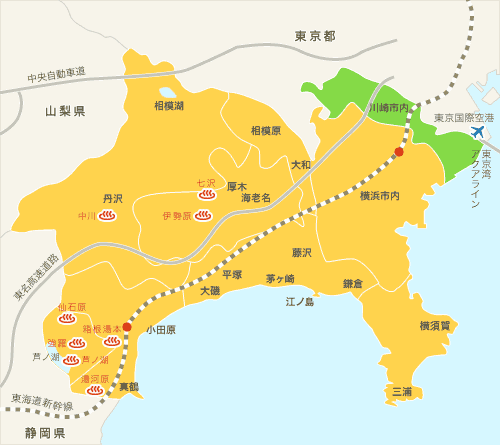 東京都
中央自動車道
山梨県
相模湖
川崎市内
東京国際空港
相模原
東京湾
アクアライン
大和
七沢
厚木
海老名
横浜市内
丹沢
中川
伊勢原
東名高速道路
藤沢
平塚
茅ヶ崎
鎌倉
大磯
江ノ島
仙石原
箱根湯本
小田原
横須賀
強羅
芦ノ湖
芦ノ湖
湯河原
真鶴
三浦
東海道新幹線
静岡県